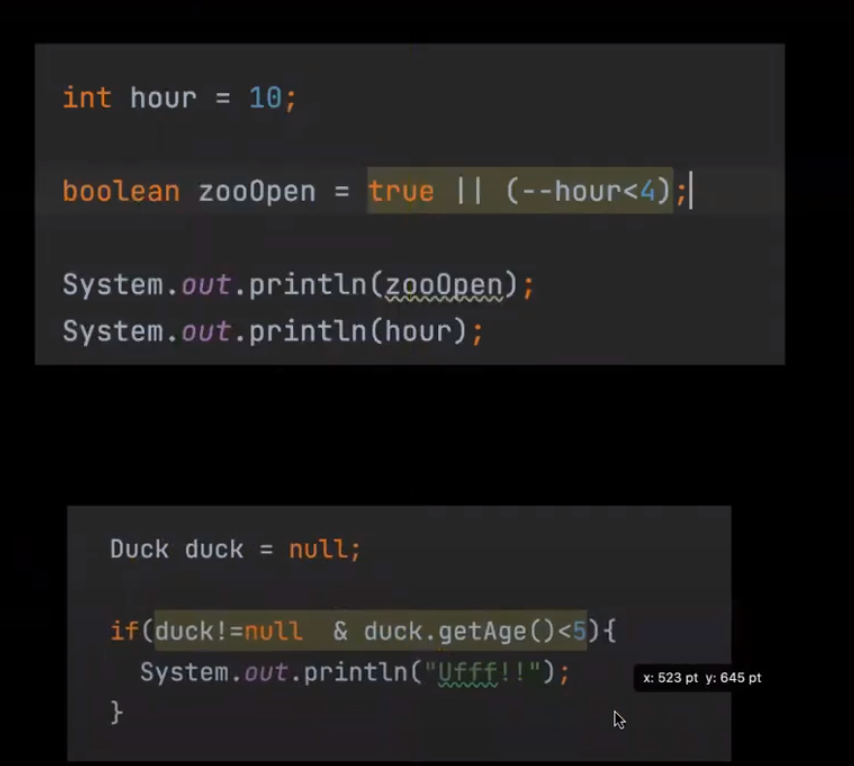 int hour = 10;
boolean zooOpen = true || (--hour<4);
System.out.println(zooOpen);
System.out.println(hour);
Duck duck = null;
if(duck!=null  & duck.getAge()<5){
System.out.println("Ufff!!");
x: 523 pt y: 645 pt
}